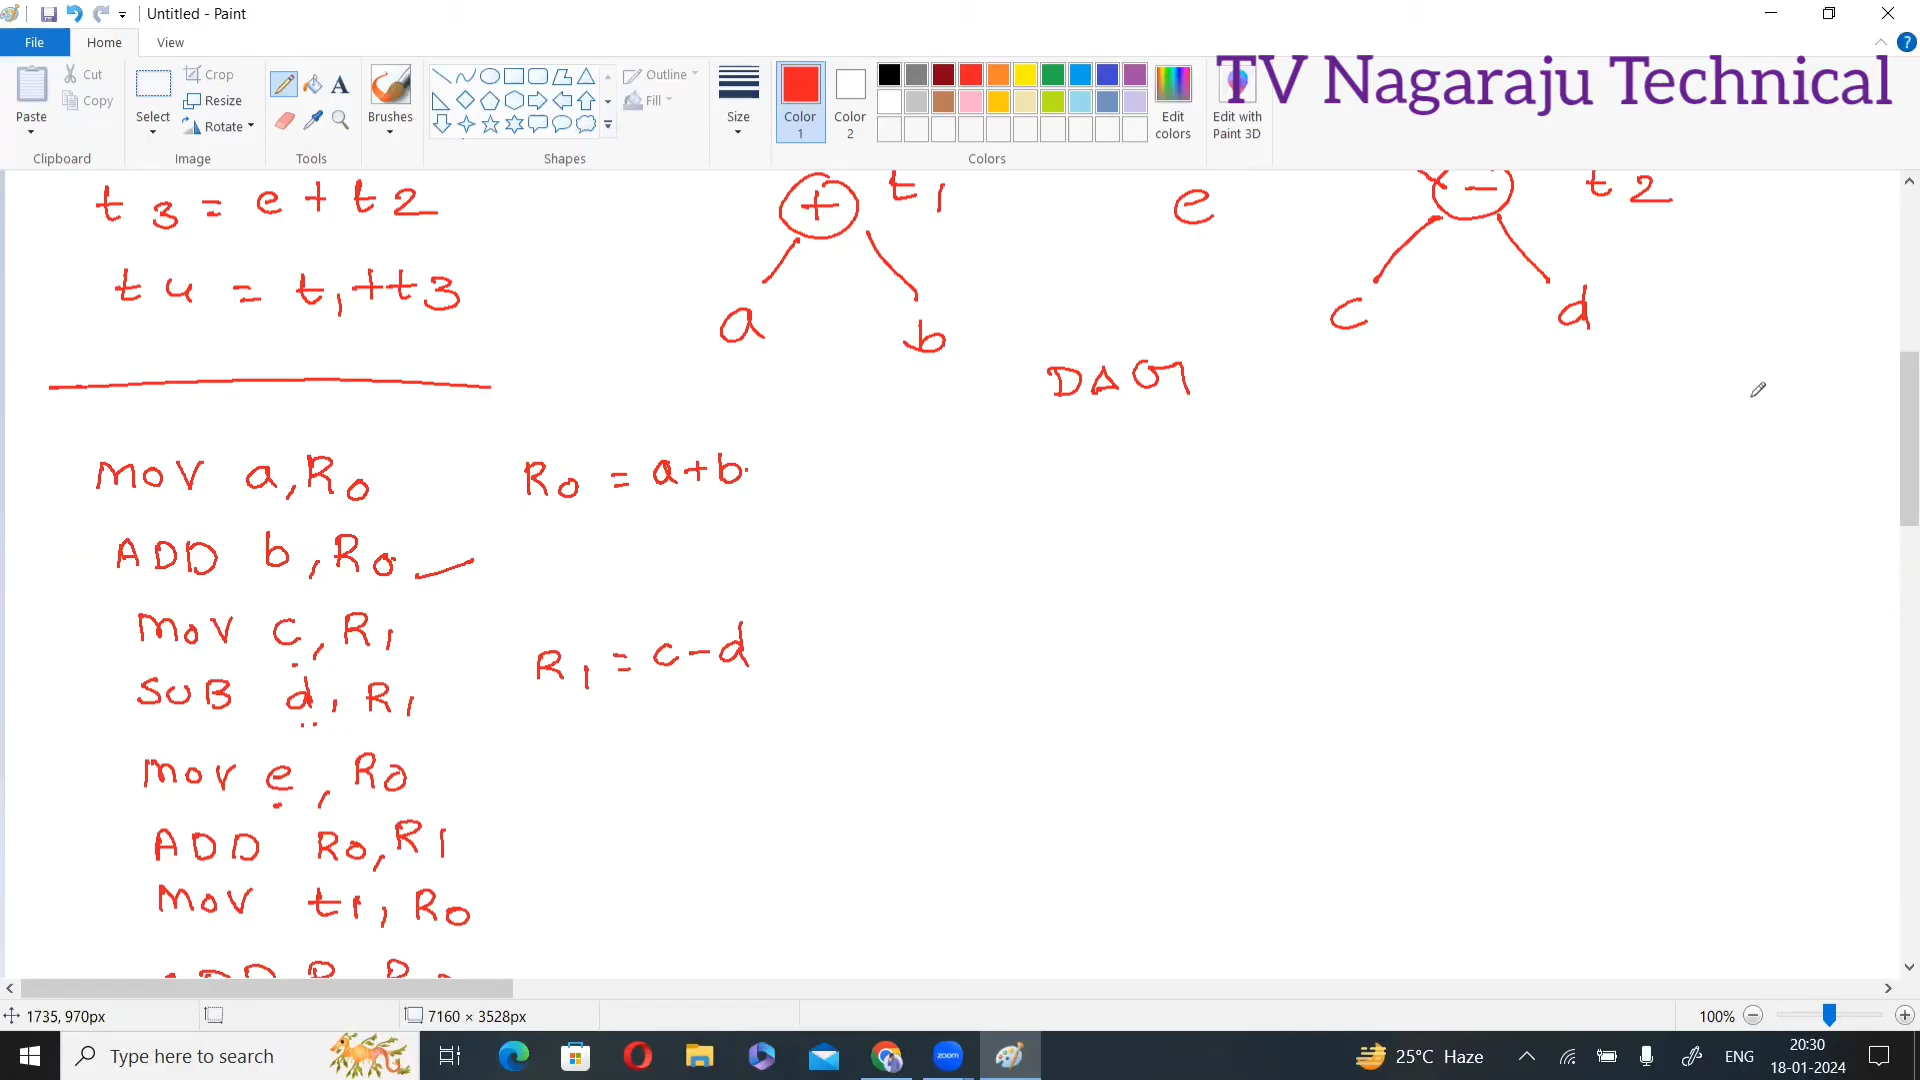 Untitled - Paint
File Home View
TV Nagaraju Technical
Paste
Cut
Copy
Clipboard
Select
Crop
Resize
Rotate
Image
A
Tools
Brushes
Outline
Fill
Shapes
Size
Color 1
Color 2
Edit colors
Edit with Paint 3D
Colors
t3 = e + t2
t4 = t1 + t3
+ t1
e
- t2
a b
c d
DAG
MOV a, R0 R0 = a+b
ADD b, R0
MOV c, R1
R1 = c-d
SUB d, R1
MOV e, R0
ADD R0, R1
MOV t1, R0
1735, 970px
7160 × 3528px
100%
Type here to search
zoom
25°C Haze
ENG
20:30
18-01-2024